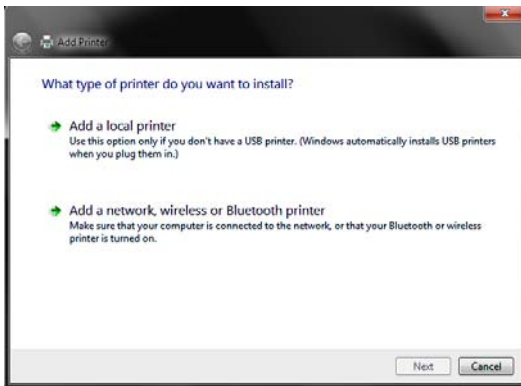 Add Printer
What type of printer do you want to install?
Add a local printer
Use this option only if you don't have a USB printer. (Windows automatically installs USB printers
when you plug them in.)
Add a network, wireless or Bluetooth printer
Make sure that your computer is connected to the network, or that your Bluetooth or wireless
printer is turned on.
Next Cancel